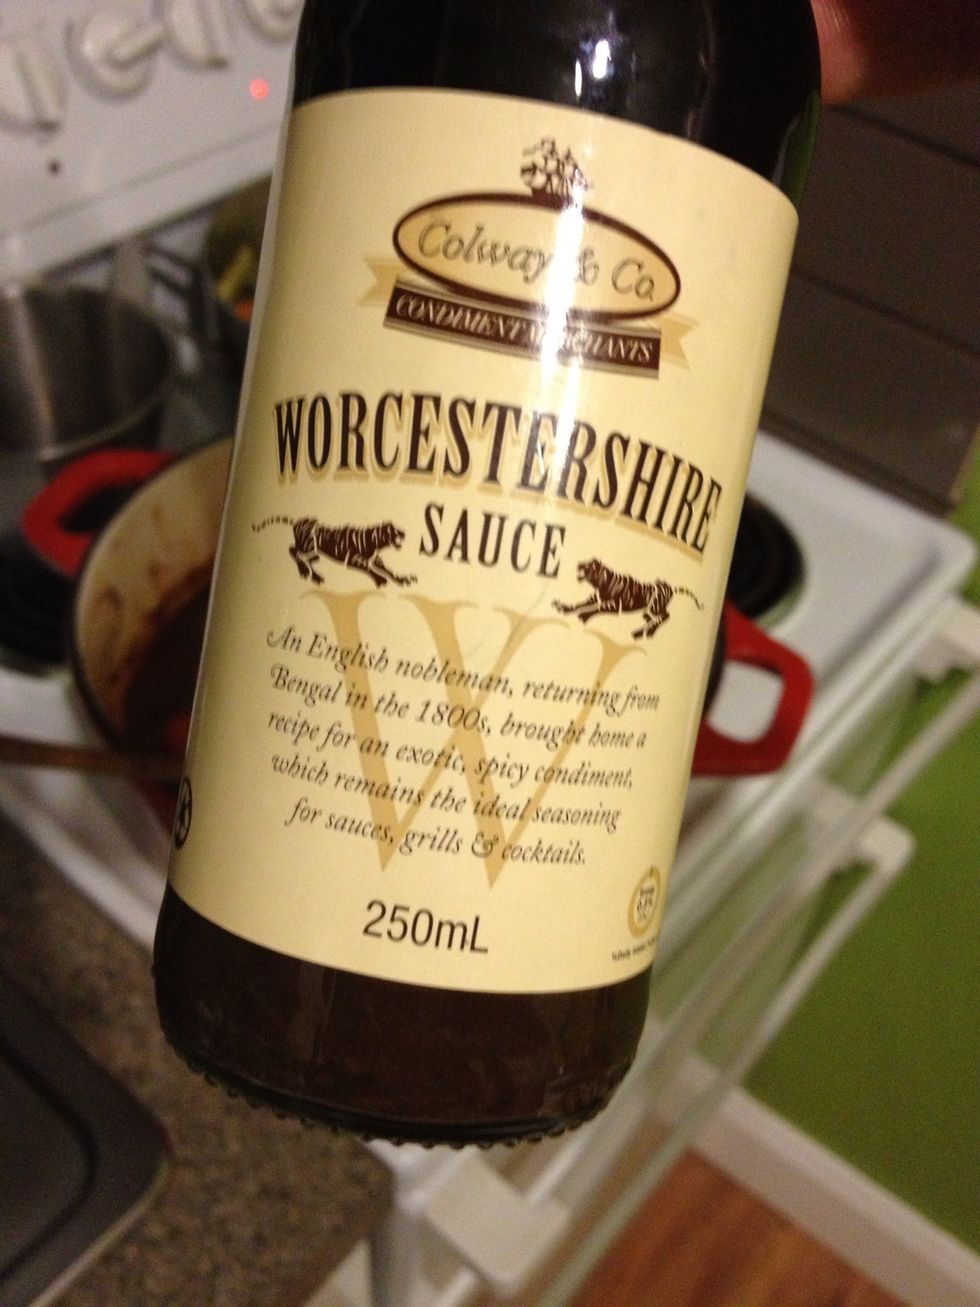 Colway & Co.
CONDIMENT MERCHANTS
WORCESTERSHIRE
SAUCE
W
An English nobleman, returning from
Bengal in the 1800s, brought home a
recipe for an exotic, spicy condiment,
which remains the ideal seasoning
for sauces, grills & cocktails.
250mL